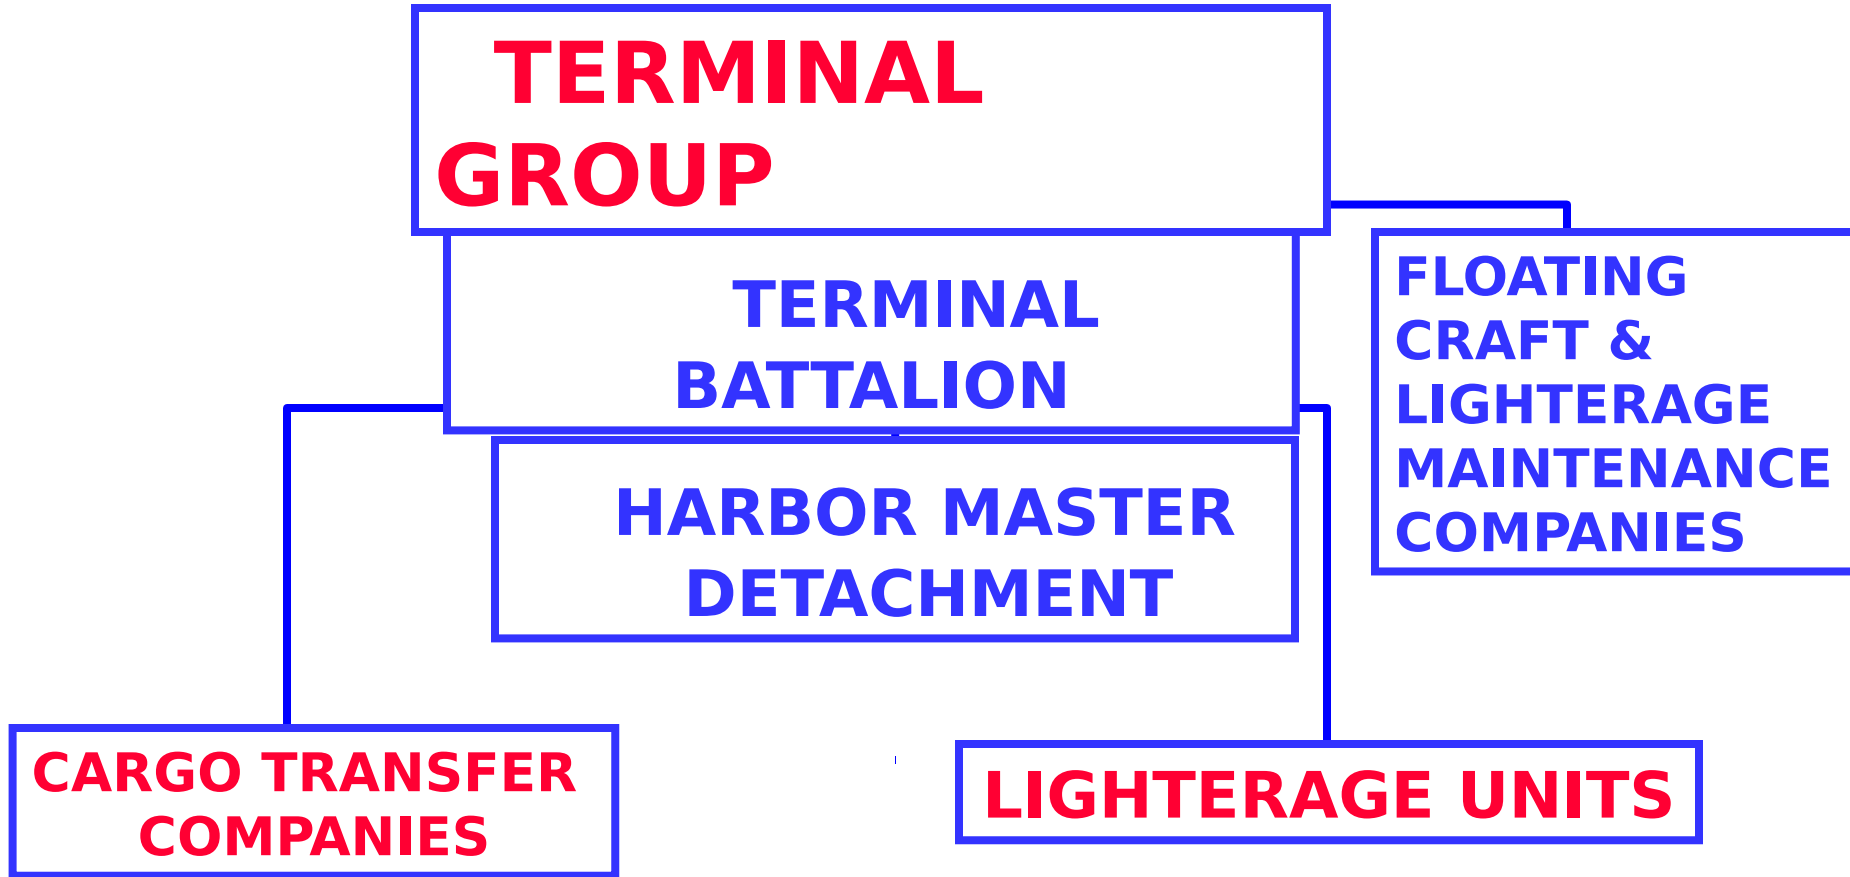 TERMINAL
GROUP
TERMINAL
BATTALION
FLOATING
CRAFT &
LIGHTERAGE
MAINTENANCE
COMPANIES
HARBOR MASTER
DETACHMENT
CARGO TRANSFER
COMPANIES
LIGHTERAGE UNITS